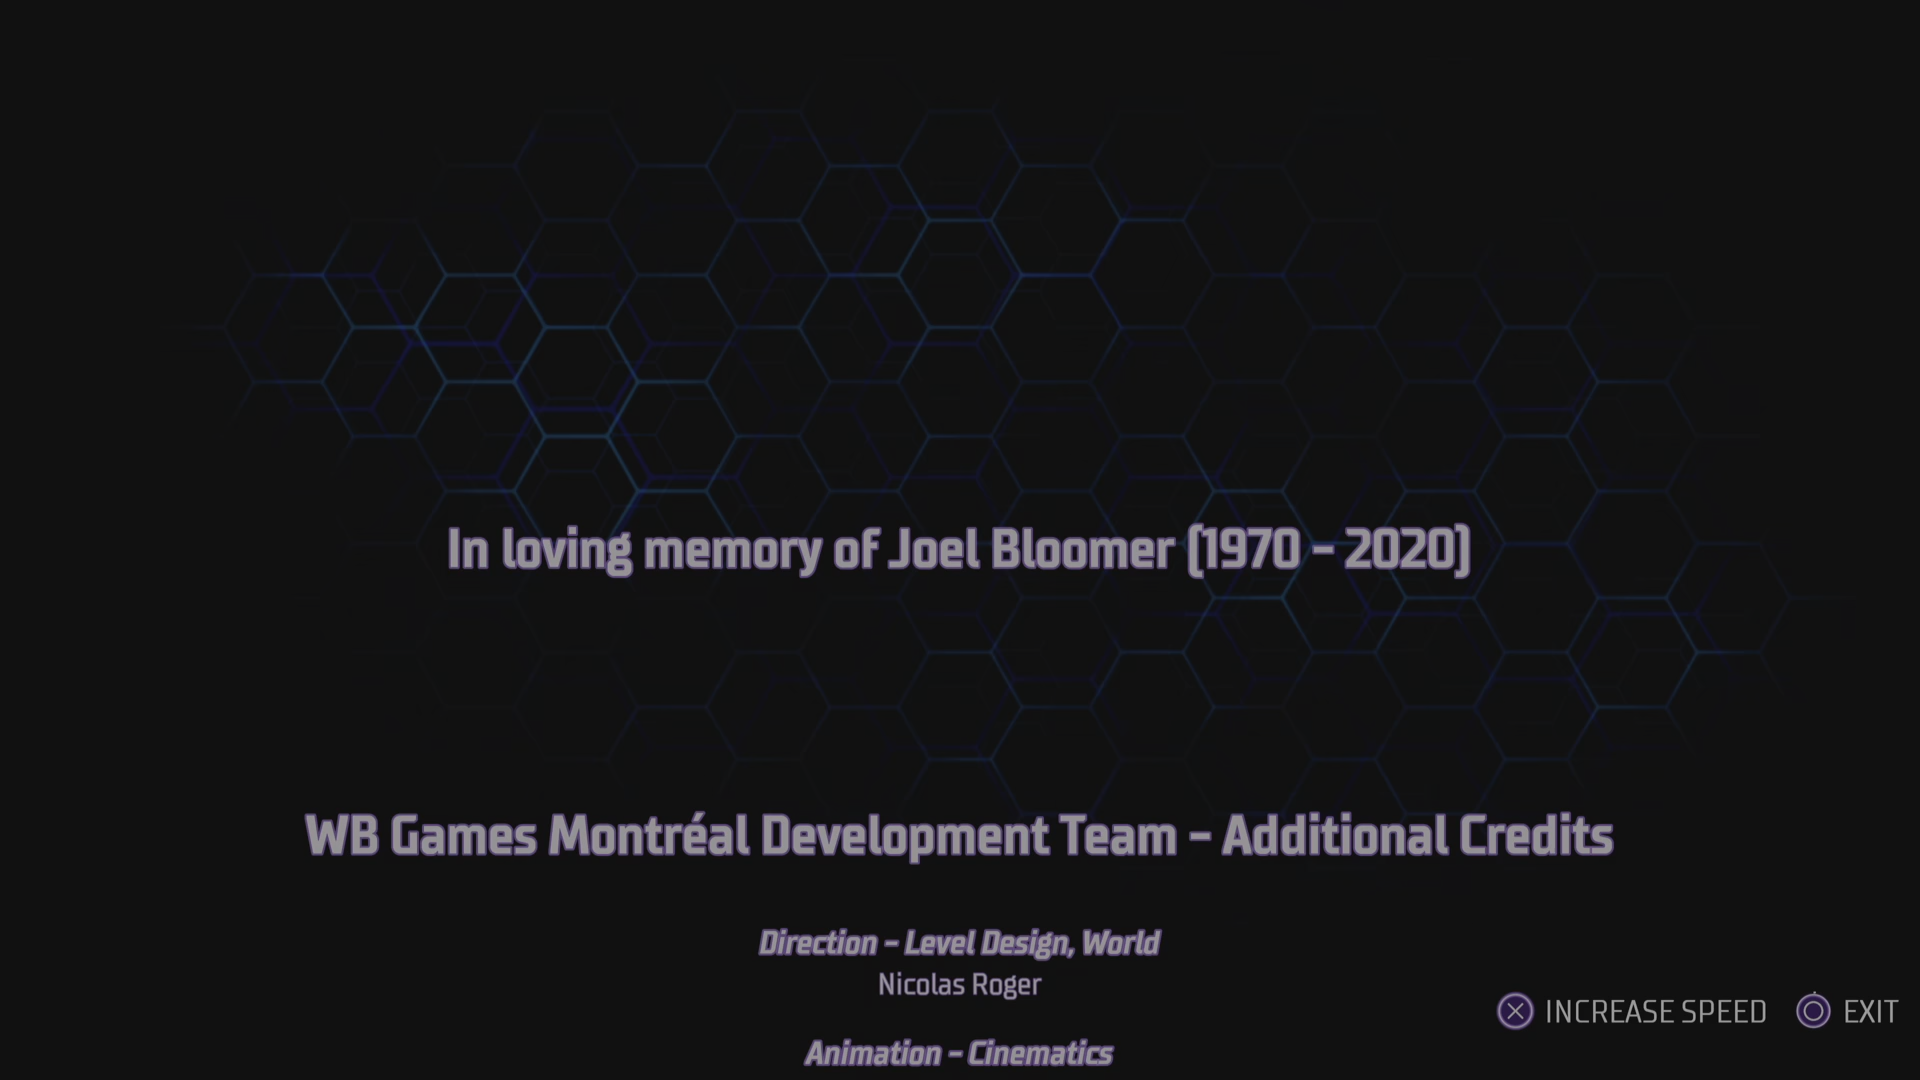 In loving memory of Joel Bloomer (1970 – 2020)
WB Games Montréal Development Team – Additional Credits
Direction – Level Design, World
Nicolas Roger
INCREASE SPEED
EXIT
Animation – Cinematics